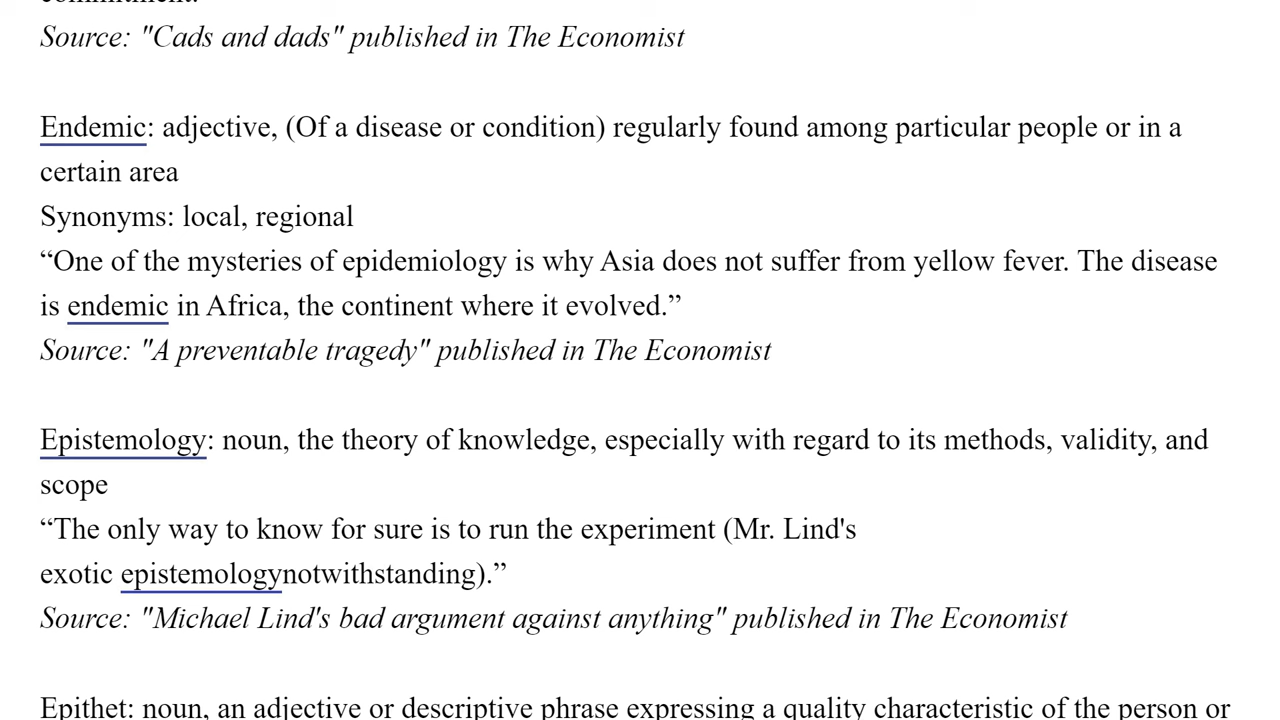 commitment.
Source: "Cads and dads" published in The Economist
Endemic: adjective, (Of a disease or condition) regularly found among particular people or in a
certain area
Synonyms: local, regional
“One of the mysteries of epidemiology is why Asia does not suffer from yellow fever. The disease
is endemic in Africa, the continent where it evolved.”
Source: "A preventable tragedy" published in The Economist
Epistemology: noun, the theory of knowledge, especially with regard to its methods, validity, and
scope
“The only way to know for sure is to run the experiment (Mr. Lind's
exotic epistemologynotwithstanding).”
Source: "Michael Lind's bad argument against anything" published in The Economist
Epithet: noun, an adjective or descriptive phrase expressing a quality characteristic of the person or